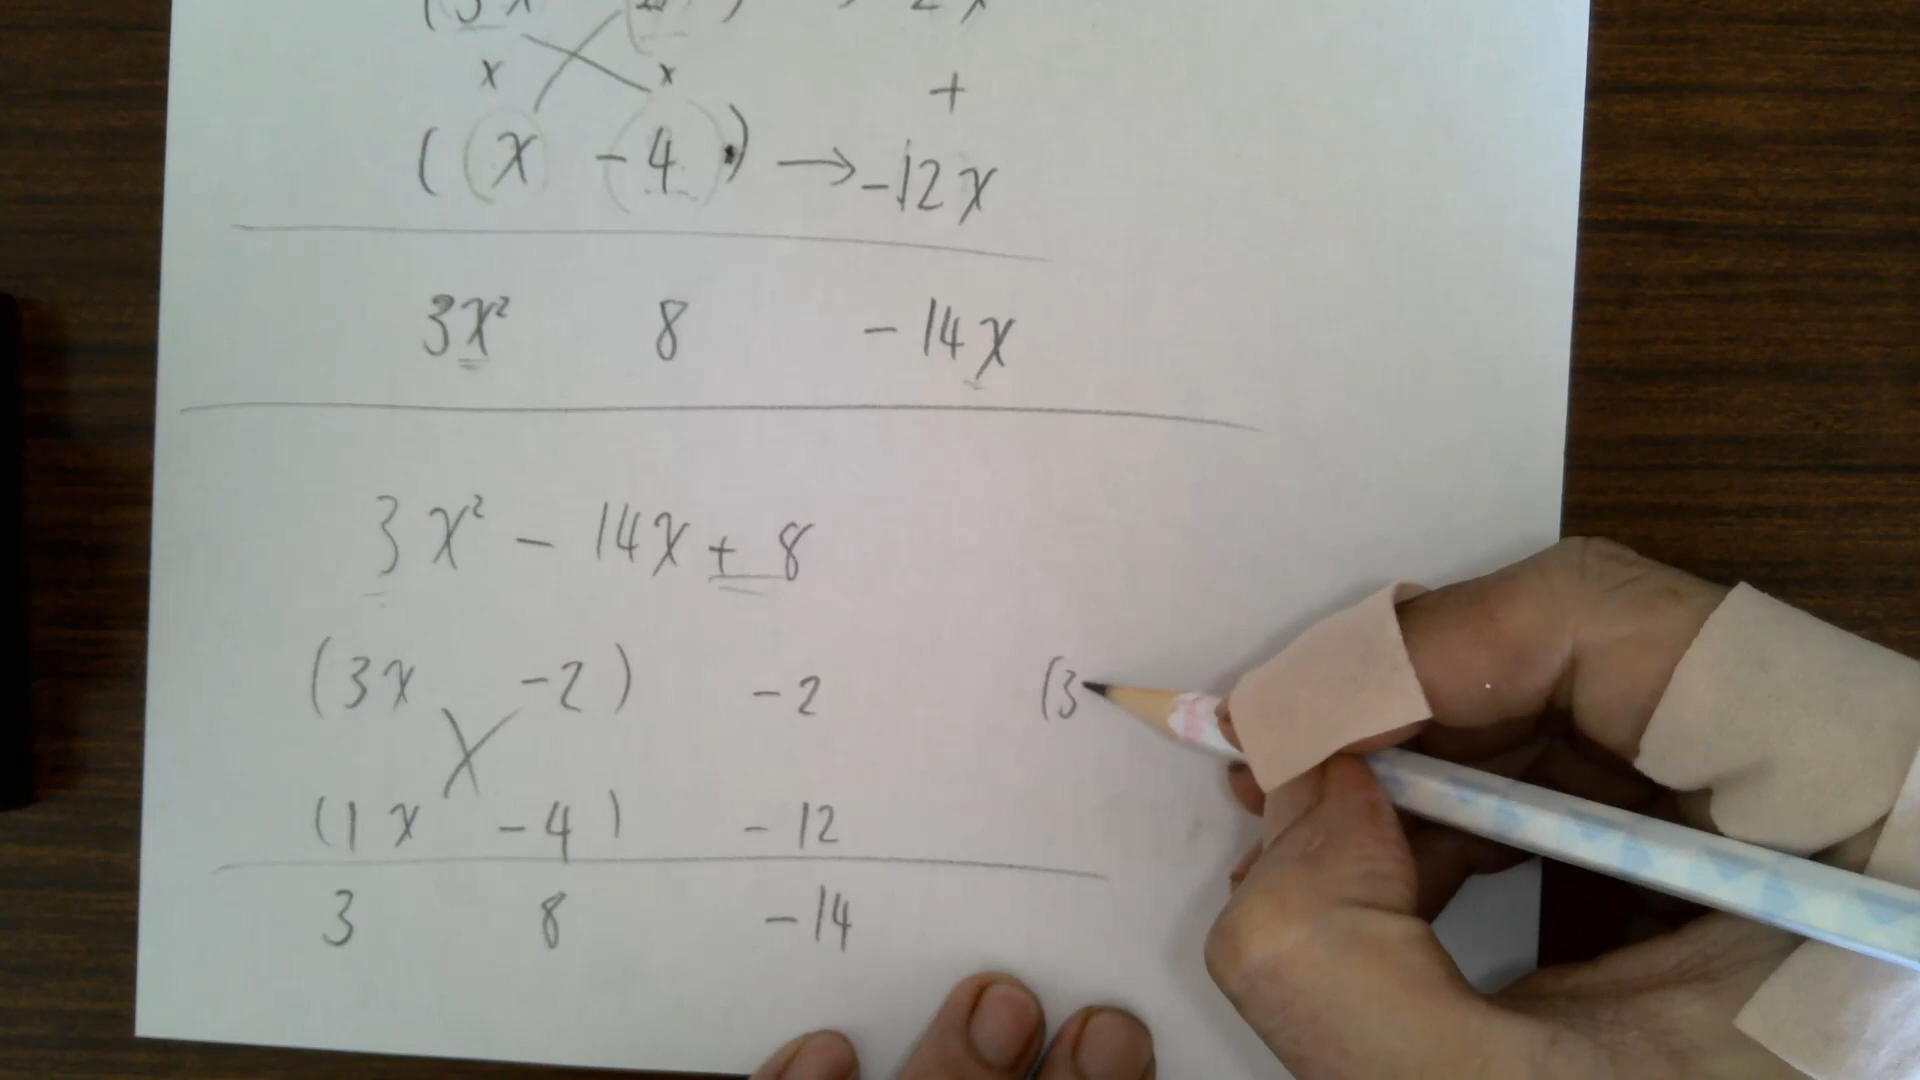 x x +
( x - 4 ) → -12x
3x² 8 - 14x
3x² - 14x + 8
(3x - 2) - 2 (3
(1x - 4) - 12
3 8 - 14